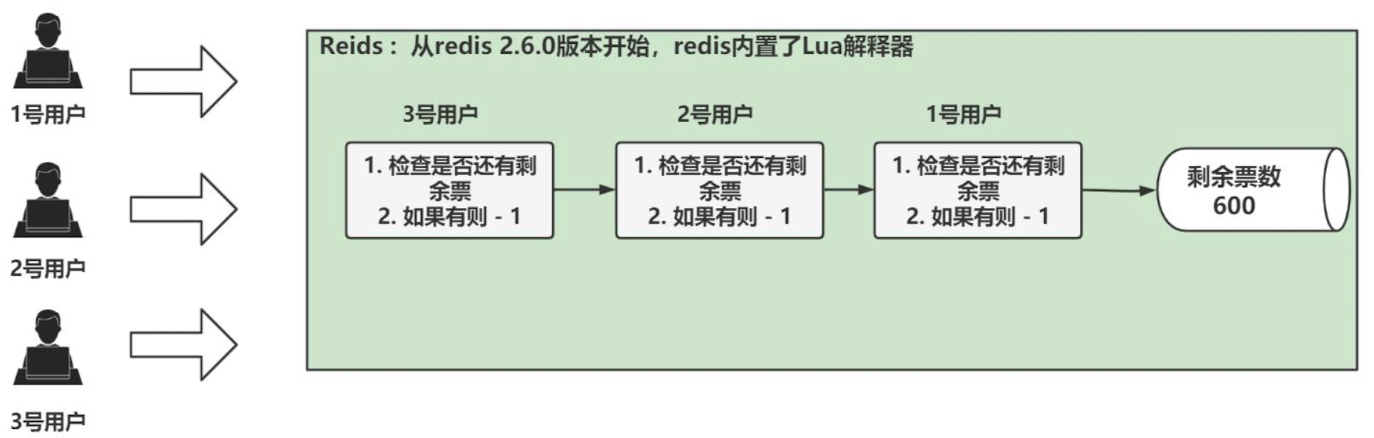 Reids： 从redis 2.6.0版本开始，redis内置了Lua解释器
1号用户
2号用户
3号用户
3号用户
1. 检查是否还有剩
余票
2. 如果有则 - 1
2号用户
1. 检查是否还有剩
余票
2. 如果有则 - 1
1号用户
1. 检查是否还有剩
余票
2. 如果有则 - 1
剩余票数
600